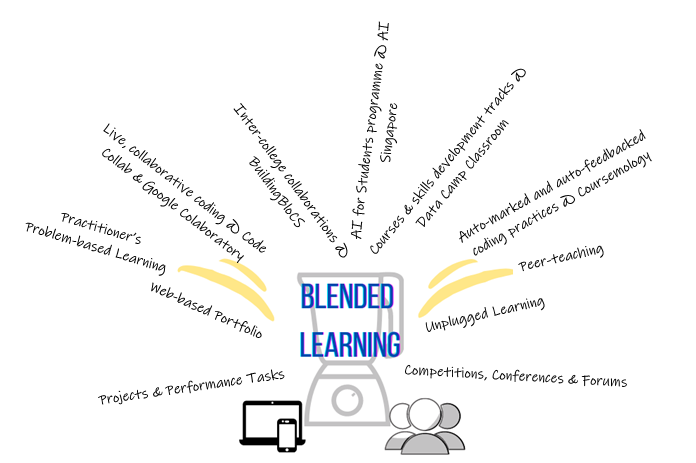 Projects & Performance Tasks
Web-based Portfolio
Practitioner's
Problem-based Learning
Live, collaborative coding @ Code
Collab & Google Colaboratory
Inter-college collaborations @
BuildingBloCS
AI for Students programme @ AI
Singapore
Courses & skills development tracks @
Data Camp Classroom
Auto-marked and auto-feedbacked
coding practices @ Coursemology
Peer-teaching
Unplugged Learning
Competitions, Conferences & Forums
BLENDED
LEARNING